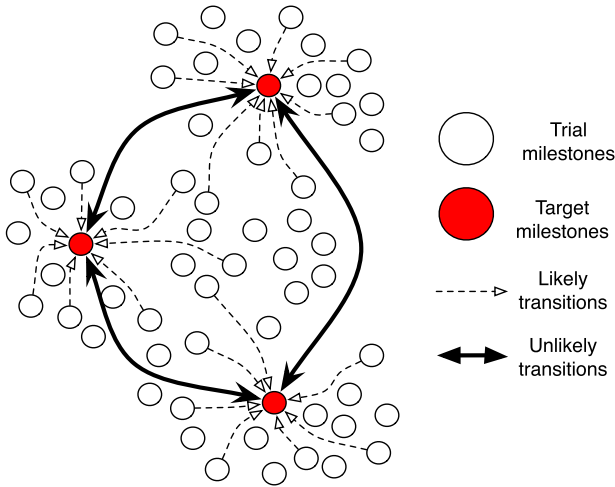 Trial
milestones
Target
milestones
Likely
transitions
Unlikely
transitions